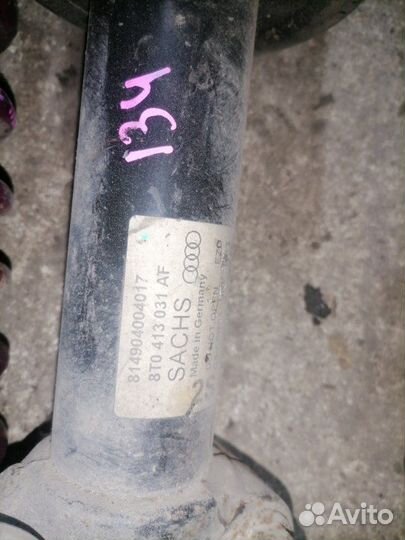 134
814904004017
8T0 413 031 AF
SACHS
Made in Germany
Avito